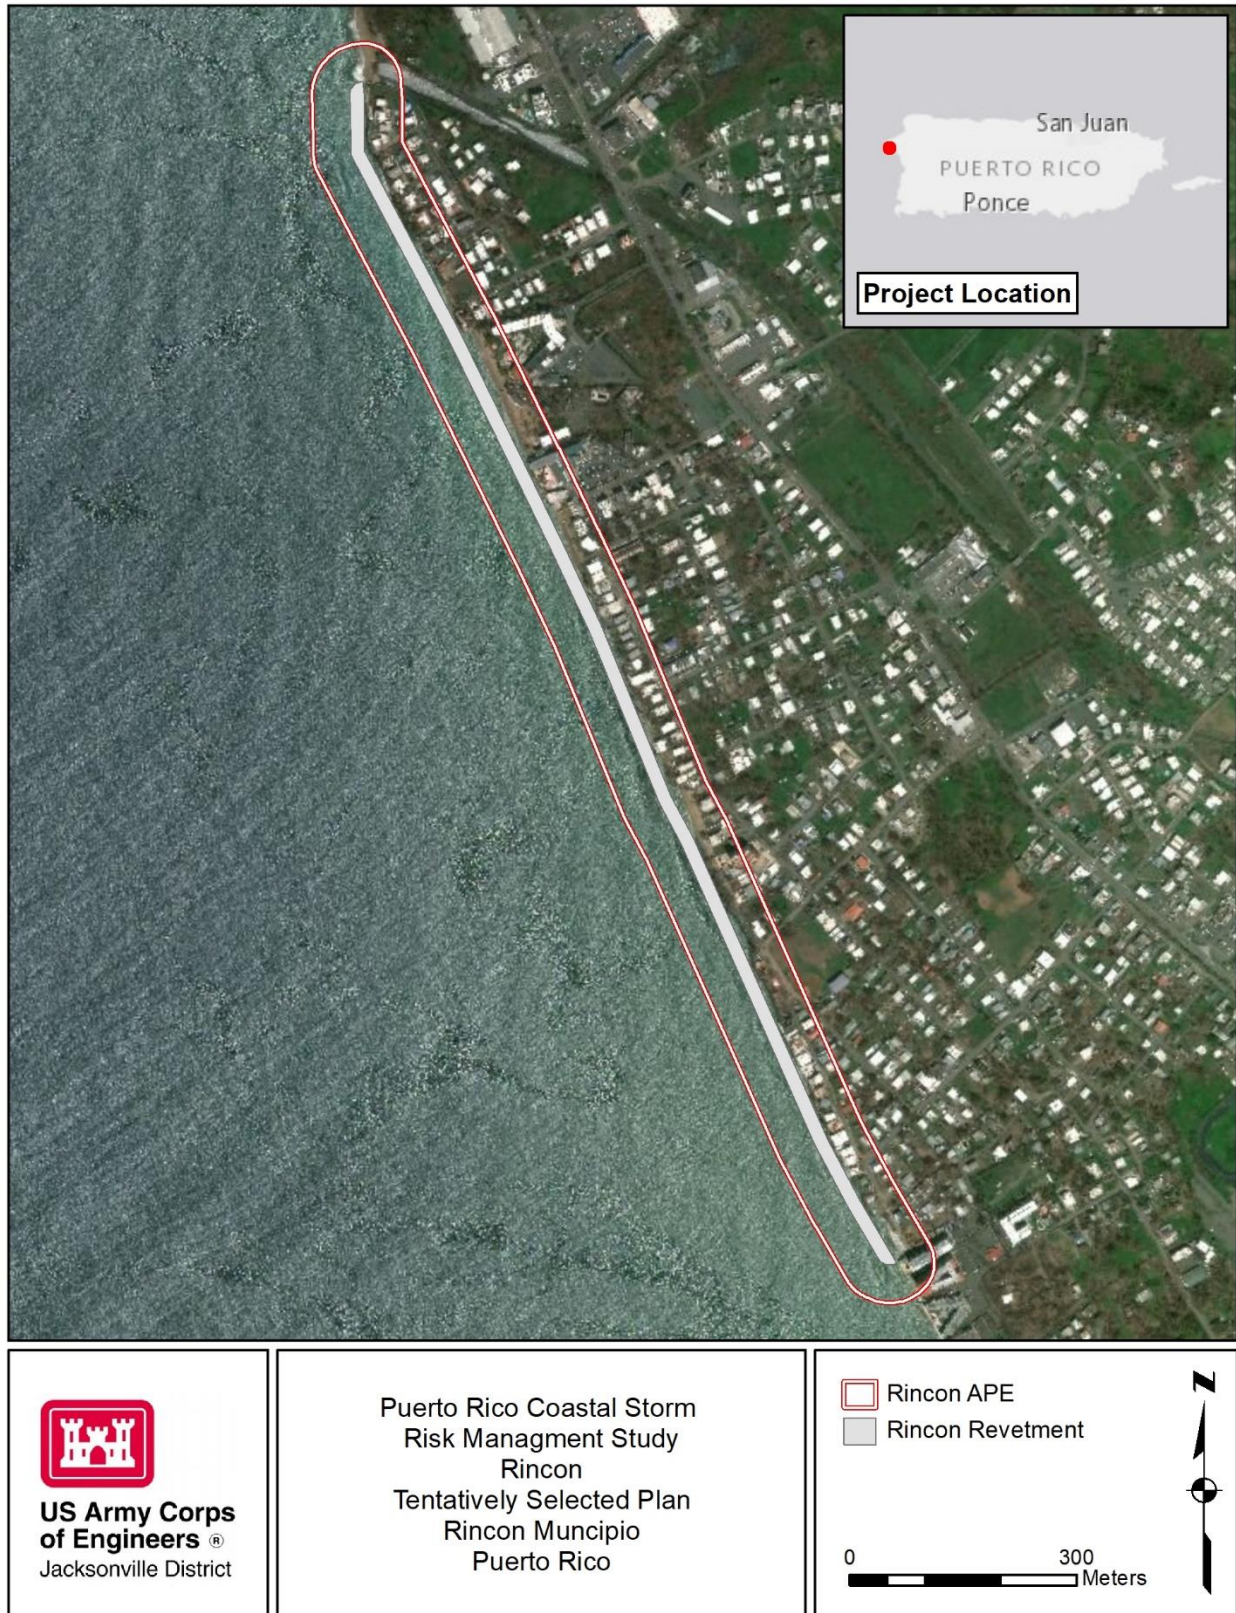 San Juan
PUERTO RICO
Ponce
Project Location
US Army Corps
of Engineers ®
Jacksonville District
Puerto Rico Coastal Storm
Risk Managment Study
Rincon
Tentatively Selected Plan
Rincon Muncipio
Puerto Rico
Rincon APE
Rincon Revetment
N
0 300
Meters